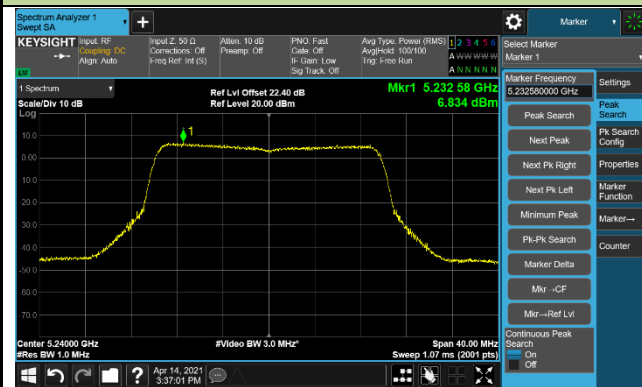 Spectrum Analyzer 1
Swept SA
Marker
KEYSIGHT
Input: RF
Coupling: DC
Align: Auto
Input Z: 50 Ω
Corrections: Off
Freq Ref: Int (S)
Atten: 10 dB
Preamp: Off
PNO: Fast
Gate: Off
IF Gain: Low
Sig Track: Off
Avg Type: Power (RMS)
Avg|Hold: 100/100
Trig: Free Run
1 2 3 4 5 6
A W W W W W
A N N N N N
LW
Select Marker
Marker 1
Marker Frequency
5.232580000 GHz
Settings
Peak Search
Next Peak
Next Pk Right
Next Pk Left
Minimum Peak
Pk-Pk Search
Marker Delta
Mkr→CF
Mkr→Ref Lvl
Continuous Peak
Search
On
Off
Peak
Search
Pk Search
Config
Properties
Marker
Function
Marker→
Counter
1 Spectrum
Scale/Div 10 dB
Log
Ref Lvl Offset 22.40 dB
Ref Level 20.00 dBm
Mkr1 5.232 58 GHz
6.834 dBm
1
10.0
0.00
-10.0
-20.0
-30.0
-40.0
-50.0
-60.0
-70.0
Center 5.24000 GHz
#Res BW 1.0 MHz
#Video BW 3.0 MHz*
Span 40.00 MHz
Sweep 1.07 ms (2001 pts)
?
Apr 14, 2021
3:37:01 PM